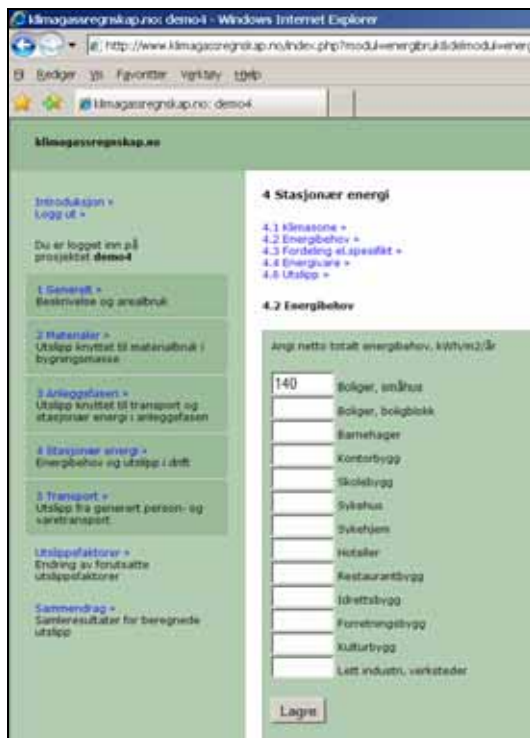 klimagassregnskap.no: demo4 - Windows Internet Explorer
http://www.klimagassregnskap.no/index.php?modul=energibruk&delmodul=energ
Rediger Vis Favoritter Verktøy Hjelp
klimagassregnskap.no: demo4
klimagassregnskap.no
Introduksjon »
Logg ut »
Du er logget inn på
prosjektet demo4
1 Generelt »
Beskrivelse og arealbruk
2 Materialer »
Utslipp knyttet til materialbruk i
bygningsmasse
3 Anleggsfasen »
Utslipp knyttet til transport og
stasjonær energi i anleggsfasen
4 Stasjonær energi »
Energibehov og utslipp i drift
5 Transport »
Utslipp fra generert person- og
varetransport
Utslippsfaktorer »
Endring av forutsatte
utslippsfaktorer
Sammendrag »
Samleresultater for beregnede
utslipp
4 Stasjonær energi
4.1 Klimasone »
4.2 Energibehov »
4.3 Fordeling el.spesifikt »
4.4 Energivare »
4.6 Utslipp »
4.2 Energibehov
Angi netto totalt energibehov, kWh/m2/år
140 Boliger, småhus
Boliger, boligblokk
Barnehager
Kontorbygg
Skolebygg
Sykehus
Sykehjem
Hoteller
Restaurantbygg
Idrettsbygg
Forretningsbygg
Kulturbygg
Lett industri, verksteder
Lagre